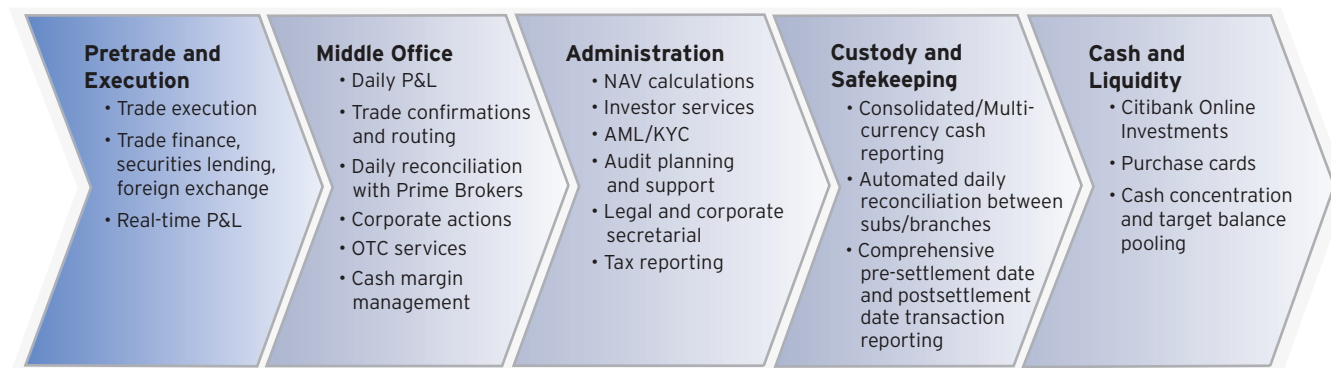 Pretrade and
Execution
• Trade execution
• Trade finance,
securities lending,
foreign exchange
• Real-time P&L
Middle Office
• Daily P&L
• Trade confirmations
and routing
• Daily reconciliation
with Prime Brokers
• Corporate actions
• OTC services
• Cash margin
management
Administration
• NAV calculations
• Investor services
• AML/KYC
• Audit planning
and support
• Legal and corporate
secretarial
• Tax reporting
Custody and
Safekeeping
• Consolidated/Multi-
currency cash
reporting
• Automated daily
reconciliation between
subs/branches
• Comprehensive
pre-settlement date
and postsettlement
date transaction
reporting
Cash and
Liquidity
• Citibank Online
Investments
• Purchase cards
• Cash concentration
and target balance
pooling